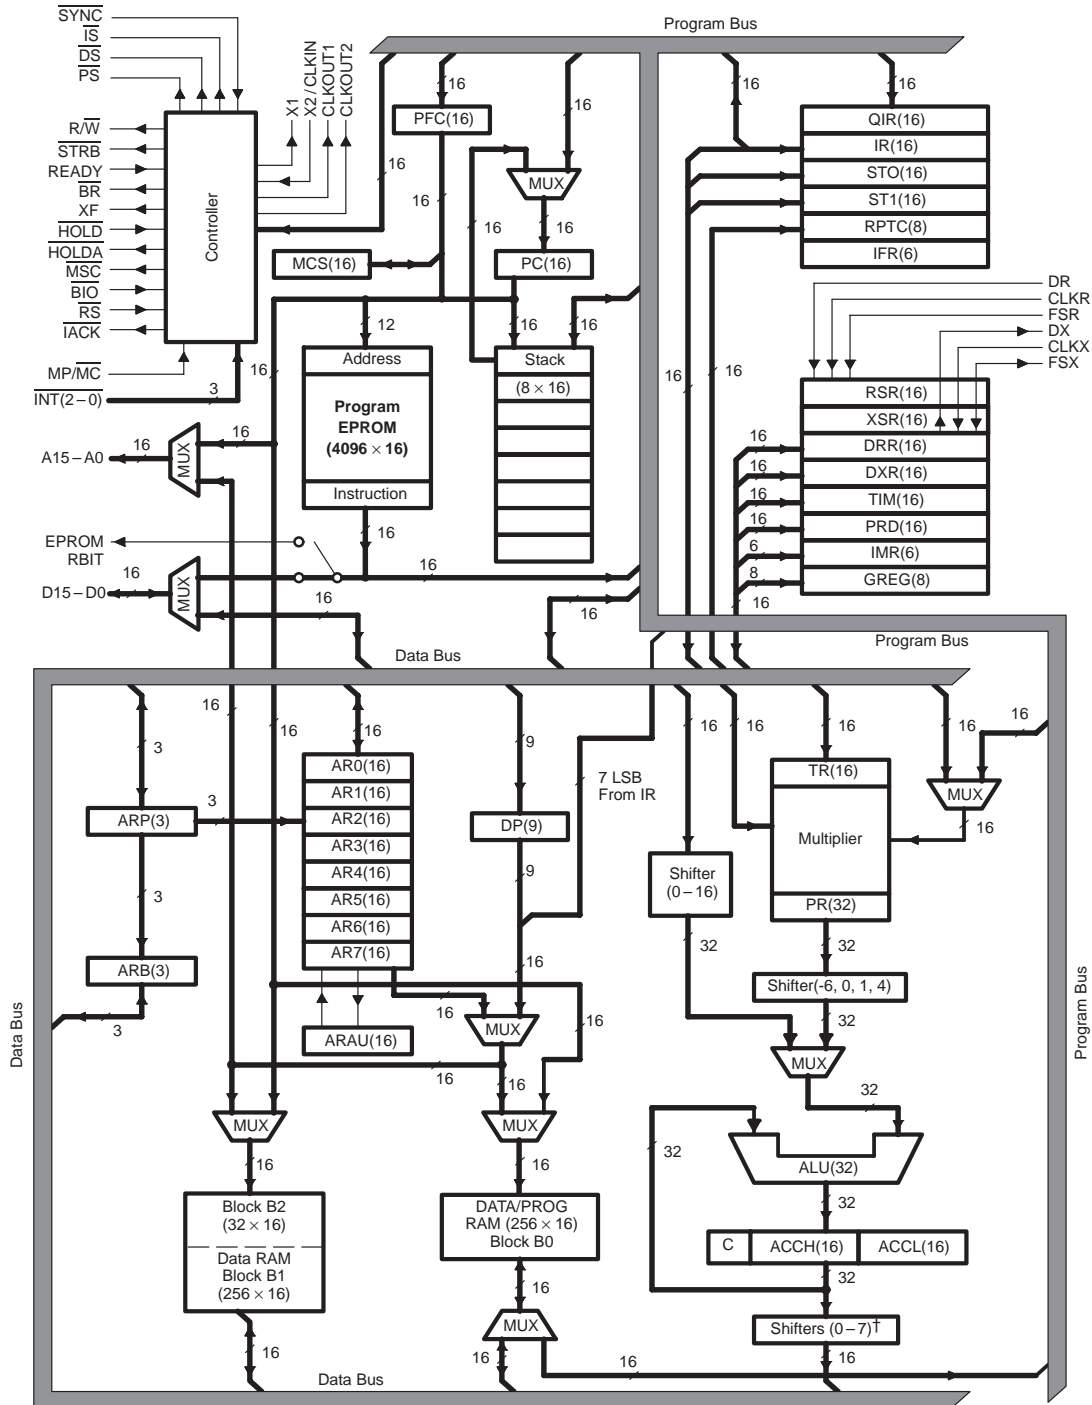 SYNC
IS
DS
PS
Program Bus
X1
X2/CLKIN
CLKOUT1
CLKOUT2
16
16
16
PFC(16)
QIR(16)
R/W
STRB
READY
BR
XF
HOLD
HOLDA
MSC
BIO
RS
IACK
Controller
16
16
MUX
IR(16)
STO(16)
ST1(16)
RPTC(8)
IFR(6)
16
16
16
16
MCS(16)
PC(16)
DR
CLKR
FSR
DX
CLKX
FSX
12
16
16
MP/MC
INT(2–0)
3
16
Address
Program
EPROM
(4096 × 16)
Instruction
Stack
(8 × 16)
16
16
RSR(16)
XSR(16)
DRR(16)
DXR(16)
TIM(16)
PRD(16)
IMR(6)
GREG(8)
16
16
16
16
6
8
16
A15–A0
16
MUX
16
16
EPROM
RBIT
D15–D0
16
MUX
16
16
16
Data Bus
Program Bus
16
16
3
16
9
16
16
16
16
16
AR0(16)
AR1(16)
AR2(16)
AR3(16)
AR4(16)
AR5(16)
AR6(16)
AR7(16)
7 LSB
From IR
TR(16)
Multiplier
PR(32)
MUX
16
ARP(3)
3
DP(9)
9
3
Shifter
(0–16)
32
32
ARB(3)
3
16
Shifter(-6, 0, 1, 4)
32
Data Bus
Program Bus
ARAU(16)
16
MUX
16
MUX
16
16
32
MUX
MUX
32
ALU(32)
16
16
32
Block B2
(32 × 16)
Data RAM
Block B1
(256 × 16)
DATA/PROG
RAM (256 × 16)
Block B0
C
ACCH(16)
ACCL(16)
32
16
MUX
Shifters (0–7)†
16
16
16
16
Data Bus